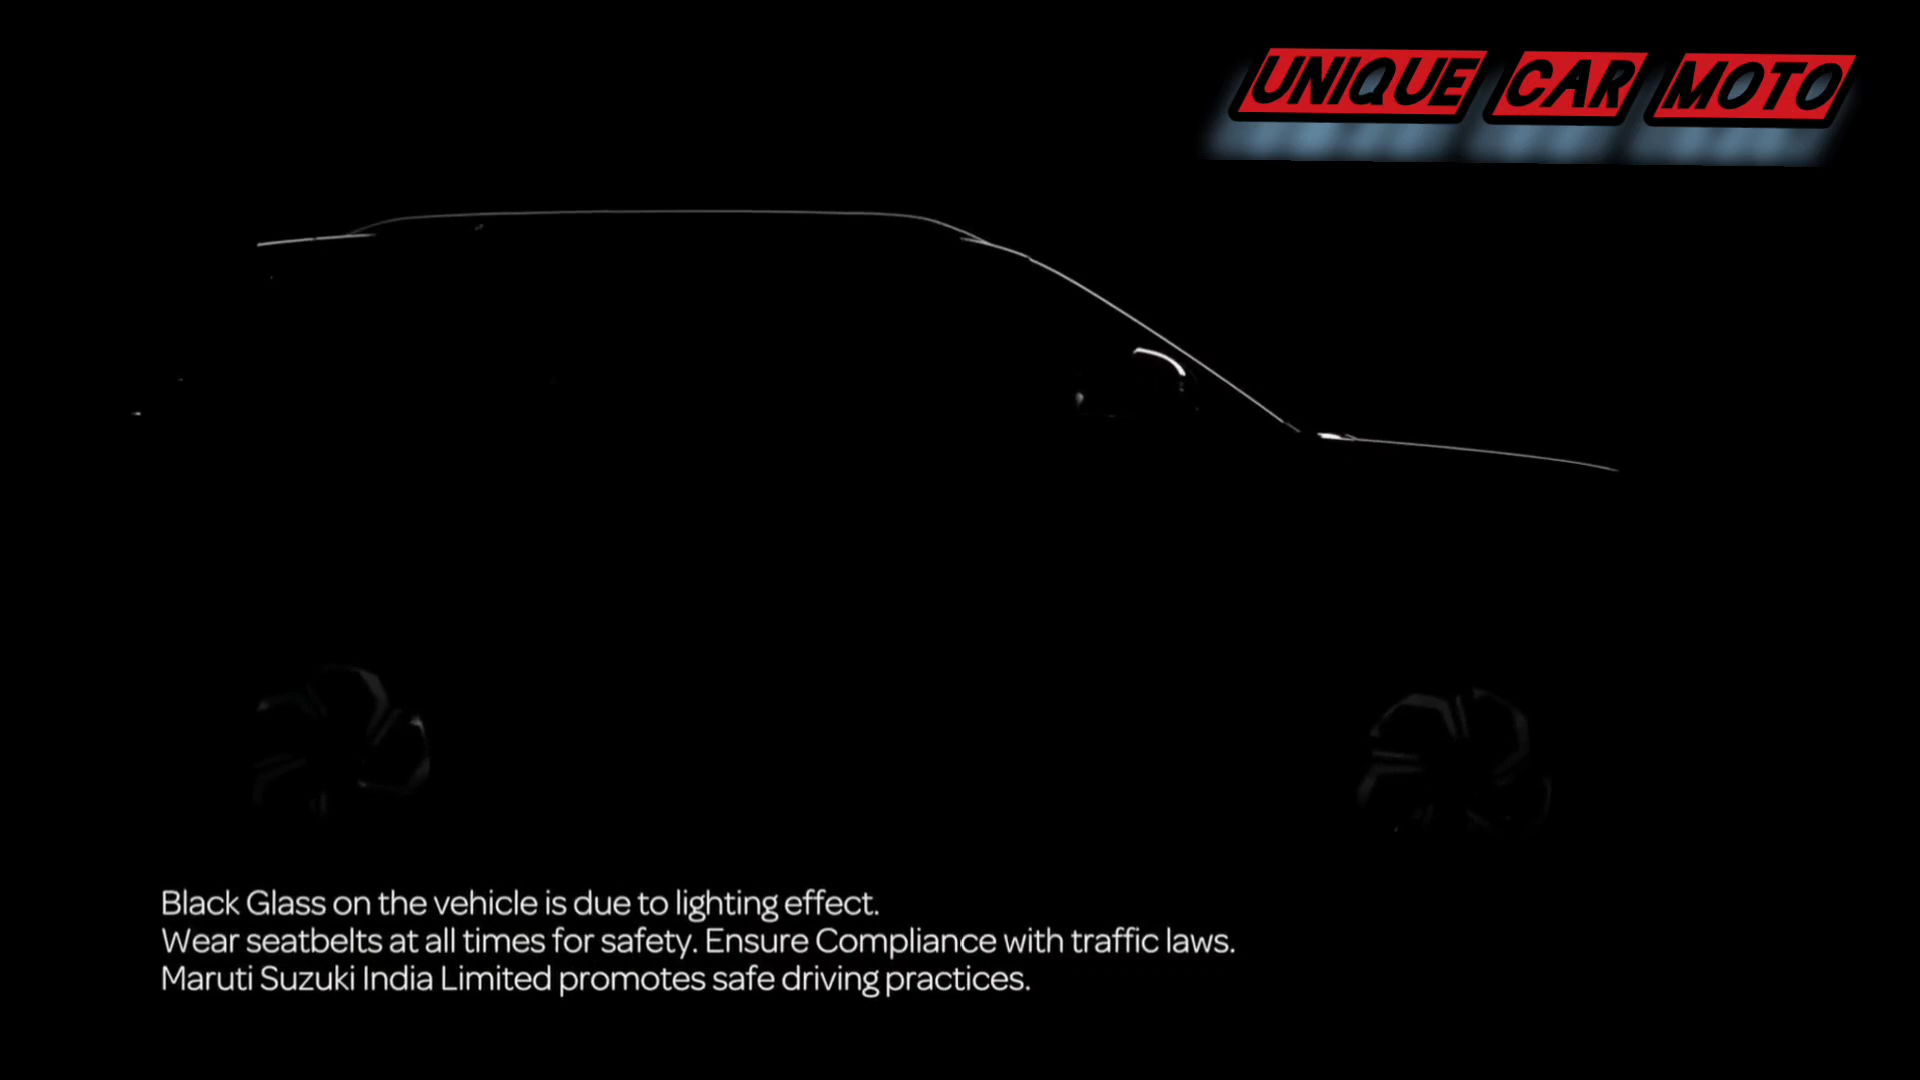 UNIQUE CAR MOTO
Black Glass on the vehicle is due to lighting effect.
Wear seatbelts at all times for safety. Ensure Compliance with traffic laws.
Maruti Suzuki India Limited promotes safe driving practices.